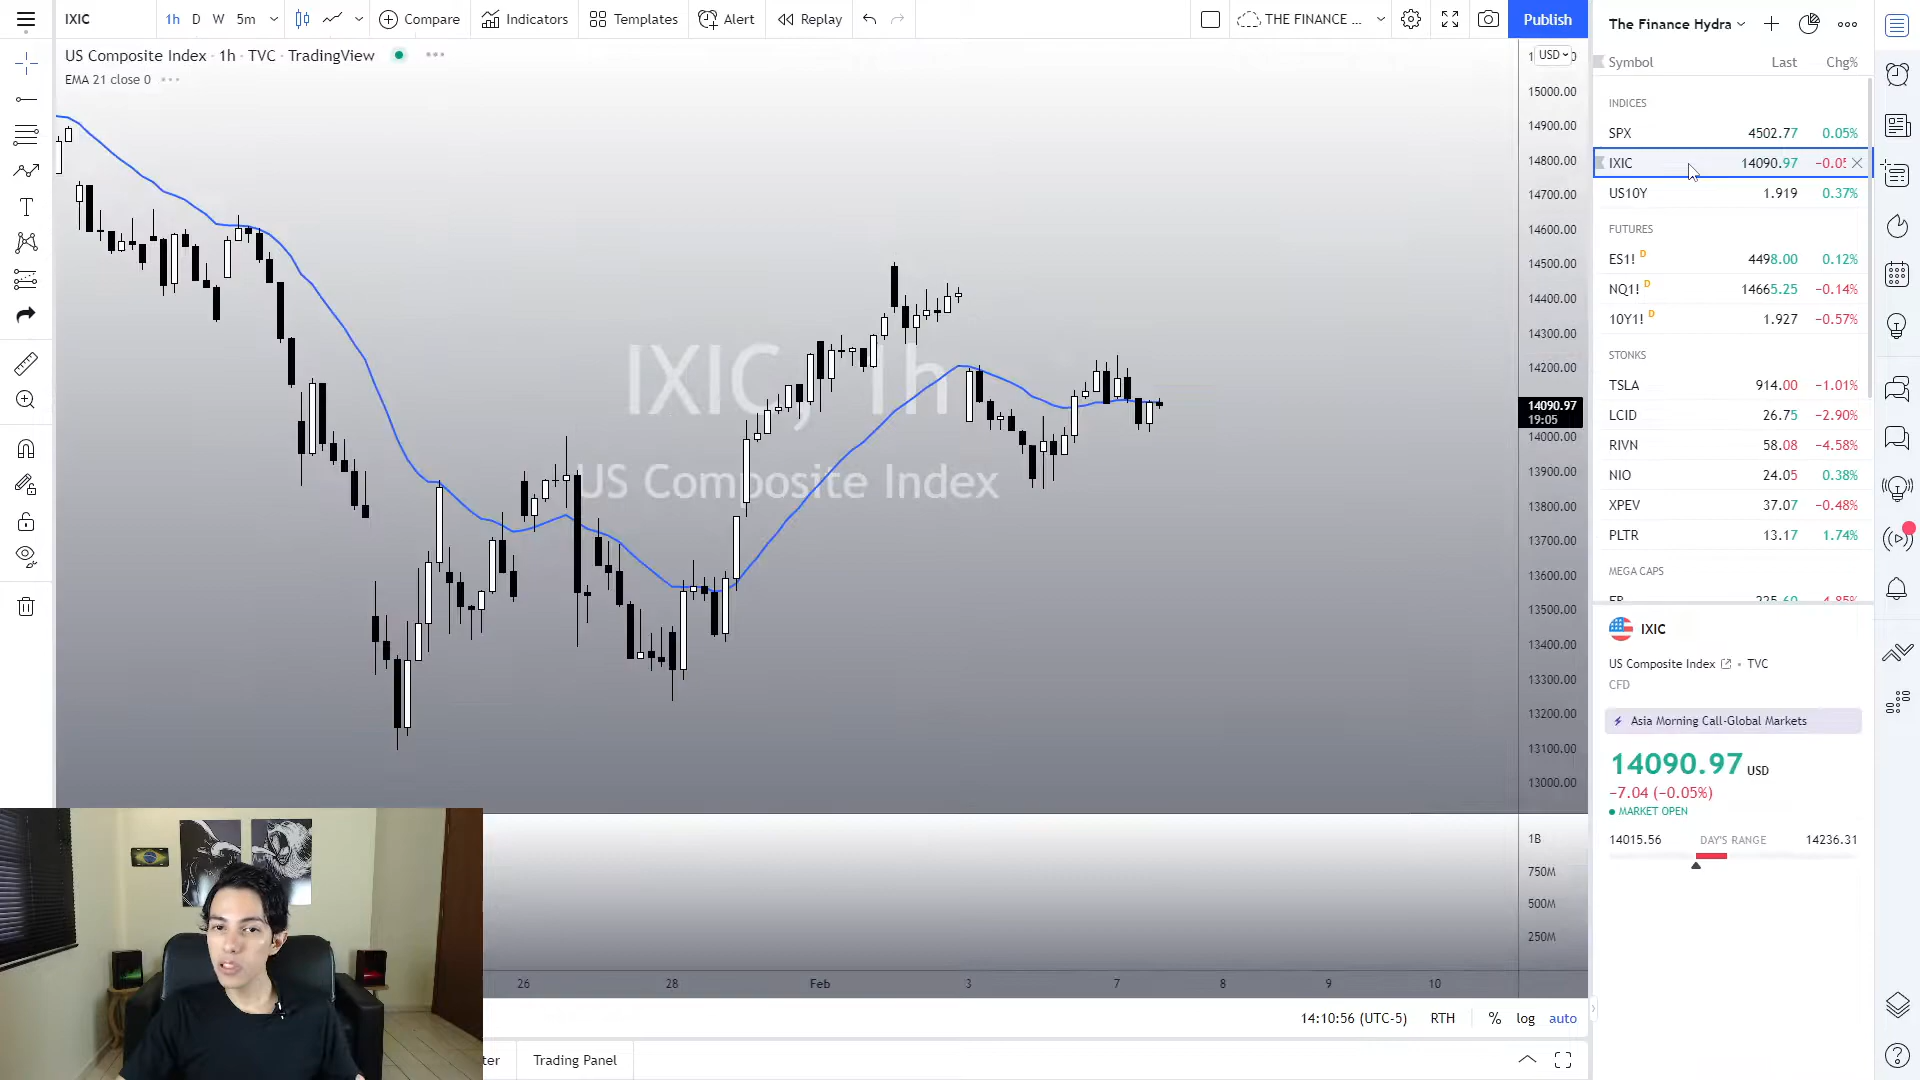 IXIC 1h D W 5m Compare Indicators Templates Alert Replay THE FINANCE ... Publish
US Composite Index · 1h · TVC · TradingView
EMA 21 close 0
USD
15000.00
14900.00
14800.00
14700.00
14600.00
14500.00
14400.00
14300.00
14200.00
14090.97
19:05
14000.00
13900.00
13800.00
13700.00
13600.00
13500.00
13400.00
13300.00
13200.00
13100.00
13000.00
IXIC, 1h
US Composite Index
1B
750M
500M
250M
26 28 Feb 3 7 8 9 10
14:10:56 (UTC-5) RTH % log auto
ter Trading Panel
The Finance Hydra
Symbol Last Chg%
INDICES
SPX 4502.77 0.05%
IXIC 14090.97 −0.05
US10Y 1.919 0.37%
FUTURES
ES1! D 4498.00 0.12%
NQ1! D 14665.25 −0.14%
10Y1! D 1.927 −0.57%
STONKS
TSLA 914.00 −1.01%
LCID 26.75 −2.90%
RIVN 58.08 −4.58%
NIO 24.05 0.38%
XPEV 37.07 −0.48%
PLTR 13.17 1.74%
MEGA CAPS
IXIC
US Composite Index • TVC
CFD
Asia Morning Call-Global Markets
14090.97 USD
−7.04 (−0.05%)
MARKET OPEN
14015.56 DAY'S RANGE 14236.31